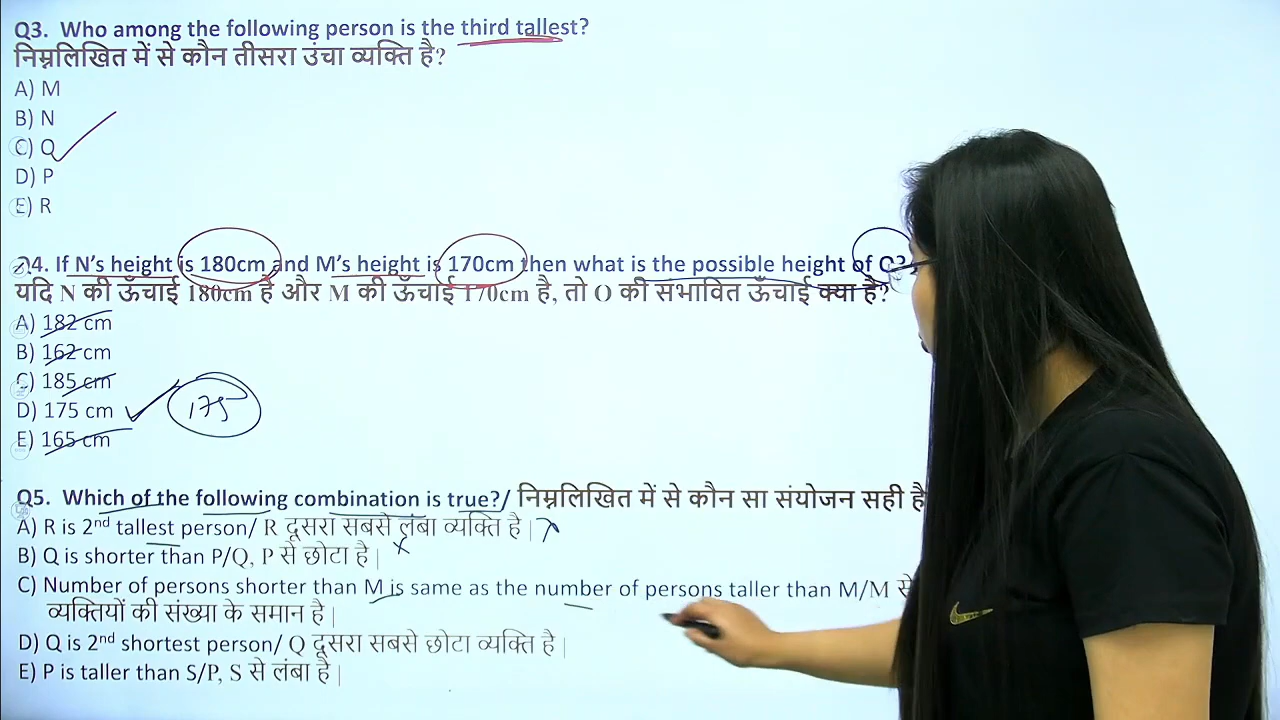 Q3. Who among the following person is the third tallest?
निम्नलिखित में से कौन तीसरा उंचा व्यक्ति है?
A) M
B) N
C) Q
D) P
E) R
Q4. If N's height is 180cm and M's height is 170cm then what is the possible height of O?
यदि N की ऊँचाई 180cm है और M की ऊँचाई 170cm है, तो O की संभावित ऊँचाई क्या है?
A) 182 cm
B) 162 cm
C) 185 cm
D) 175 cm
175
E) 165 cm
Q5. Which of the following combination is true?/ निम्नलिखित में से कौन सा संयोजन सही है
A) R is 2nd tallest person/ R दूसरा सबसे लंबा व्यक्ति है |
B) Q is shorter than P/Q, P से छोटा है |
C) Number of persons shorter than M is same as the number of persons taller than M/M से
व्यक्तियों की संख्या के समान है |
D) Q is 2nd shortest person/ Q दूसरा सबसे छोटा व्यक्ति है |
E) P is taller than S/P, S से लंबा है |